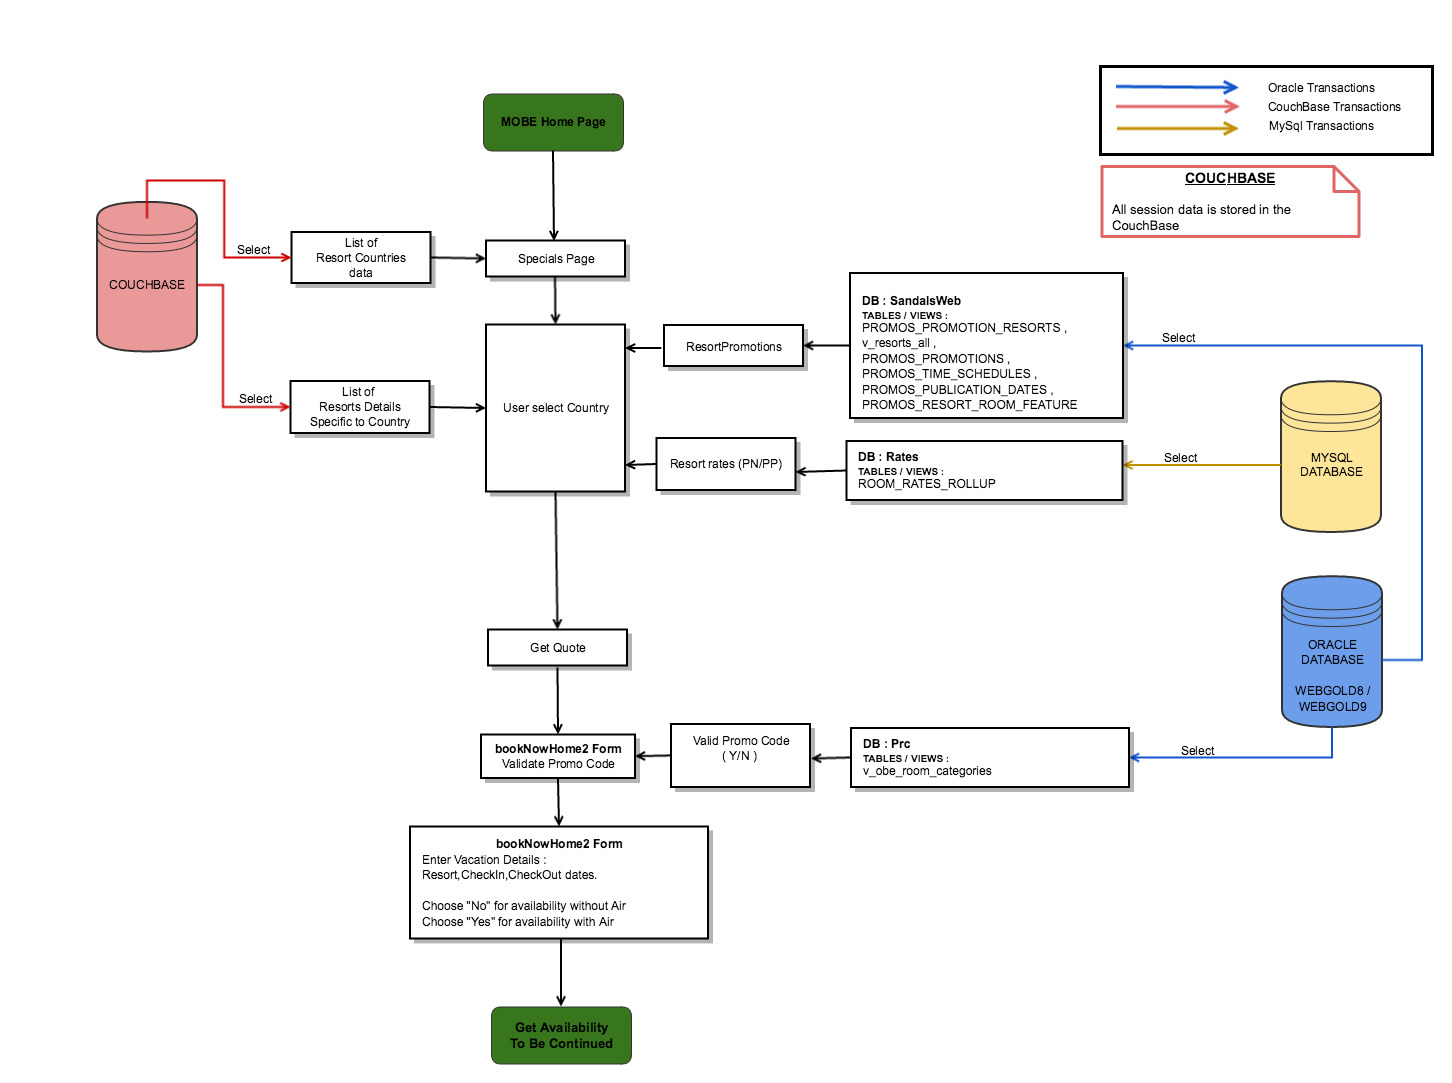 Oracle Transactions
CouchBase Transactions
MySql Transactions
MOBE Home Page
COUCHBASE
All session data is stored in the
CouchBase
Select
List of
Resort Countries
data
Specials Page
COUCHBASE
DB : SandalsWeb
TABLES / VIEWS :
PROMOS_PROMOTION_RESORTS ,
v_resorts_all ,
PROMOS_PROMOTIONS ,
PROMOS_TIME_SCHEDULES ,
PROMOS_PUBLICATION_DATES ,
PROMOS_RESORT_ROOM_FEATURE
Select
ResortPromotions
Select
List of
Resorts Details
Specific to Country
User select Country
Resort rates (PN/PP)
DB : Rates
TABLES / VIEWS :
ROOM_RATES_ROLLUP
Select
MYSQL
DATABASE
Get Quote
ORACLE
DATABASE
WEBGOLD8 /
WEBGOLD9
bookNowHome2 Form
Validate Promo Code
Valid Promo Code
( Y/N )
DB : Prc
TABLES / VIEWS :
v_obe_room_categories
Select
bookNowHome2 Form
Enter Vacation Details :
Resort,CheckIn,CheckOut dates.
Choose "No" for availability without Air
Choose "Yes" for availability with Air
Get Availability
To Be Continued